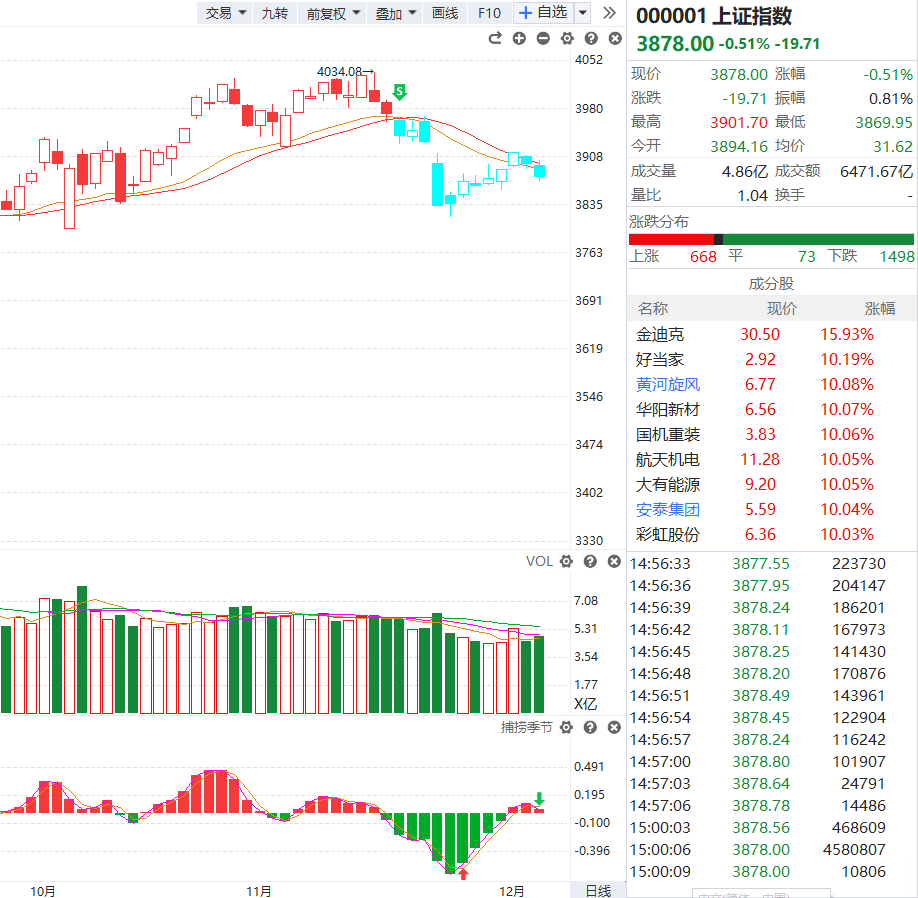 交易 九转 前复权 叠加 画线 F10 自选
000001 上证指数
3878.00 -0.51% -19.71
现价 3878.00 涨幅 -0.51%
涨跌 -19.71 振幅 0.81%
最高 3901.70 最低 3869.95
今开 3894.16 均价 31.62
成交量 4.86亿 成交额 6471.67亿
量比 1.04 换手 -
涨跌分布
上涨 668 平 73 下跌 1498
成分股
名称 现价 涨幅
金迪克 30.50 15.93%
好当家 2.92 10.19%
黄河旋风 6.77 10.08%
华阳新材 6.56 10.07%
国机重装 3.83 10.06%
航天机电 11.28 10.05%
大有能源 9.20 10.05%
安泰集团 5.59 10.04%
彩虹股份 6.36 10.03%
14:56:33 3877.55 223730
14:56:36 3877.95 204147
14:56:39 3878.24 186201
14:56:42 3878.11 167973
14:56:45 3878.25 141430
14:56:48 3878.20 170876
14:56:51 3878.49 143961
14:56:54 3878.45 122904
14:56:57 3878.24 116242
14:57:00 3878.80 101907
14:57:03 3878.64 24791
14:57:06 3878.78 14486
15:00:03 3878.56 468609
15:00:06 3878.00 4580807
15:00:09 3878.00 10806
4034.08→
S
4052
3980
3908
3835
3763
3691
3619
3546
3474
3402
3330
VOL
7.08
5.31
3.54
1.77
X亿
捕捞季节
0.491
0.195
-0.100
-0.396
10月 11月 12月 日线